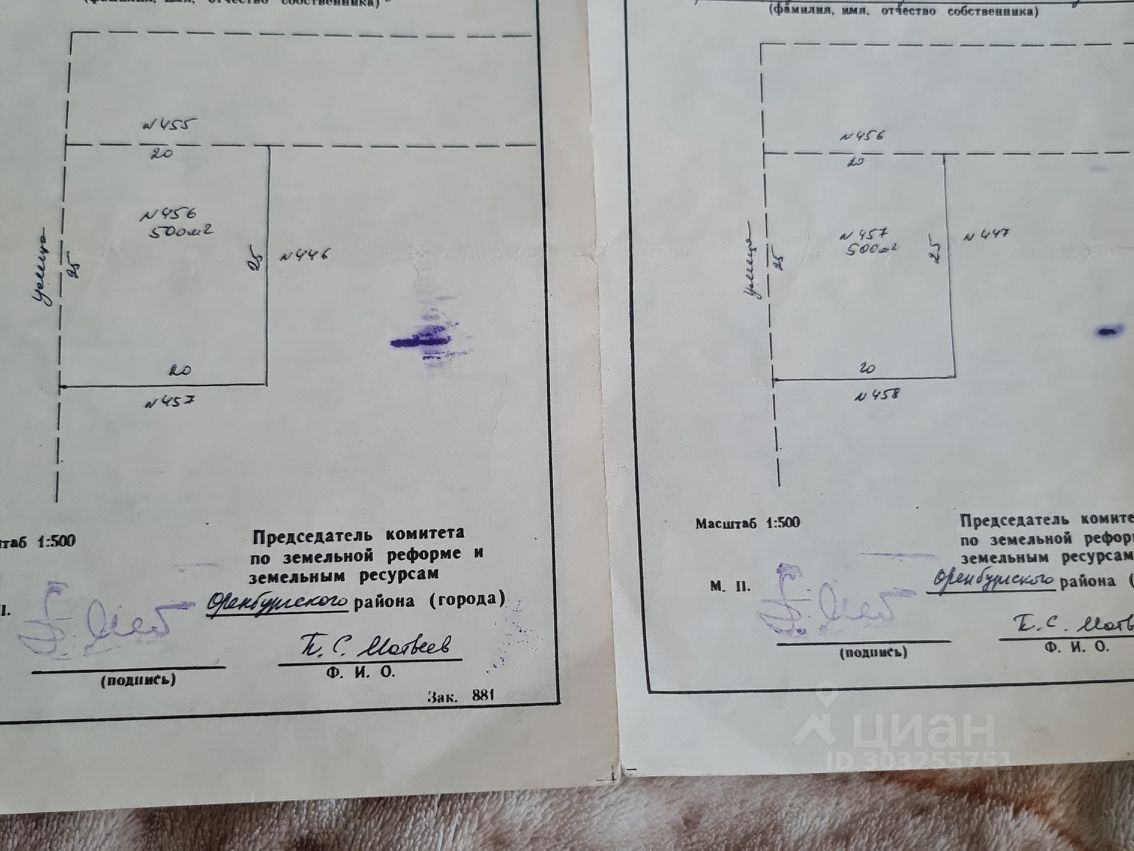 (фамилия, имя, отчество собственника)
N455
20
N456
500м2
улица
25
25
N446
20
N457
Масштаб 1:500
Председатель комитета
по земельной реформе и
земельным ресурсам
Оренбургского района (города)
П. С. Матвеев
(подпись)
Ф. И. О.
Зак. 881
(фамилия, имя, отчество собственника)
N456
20
N457
500м2
улица
25
25
N447
20
N458
Масштаб 1:500
Председатель комите
по земельной рефор
земельным ресурсам
М. П.
Оренбургского района (
П. С. Матв
(подпись)
Ф. И. О.
циан
ID 303255751